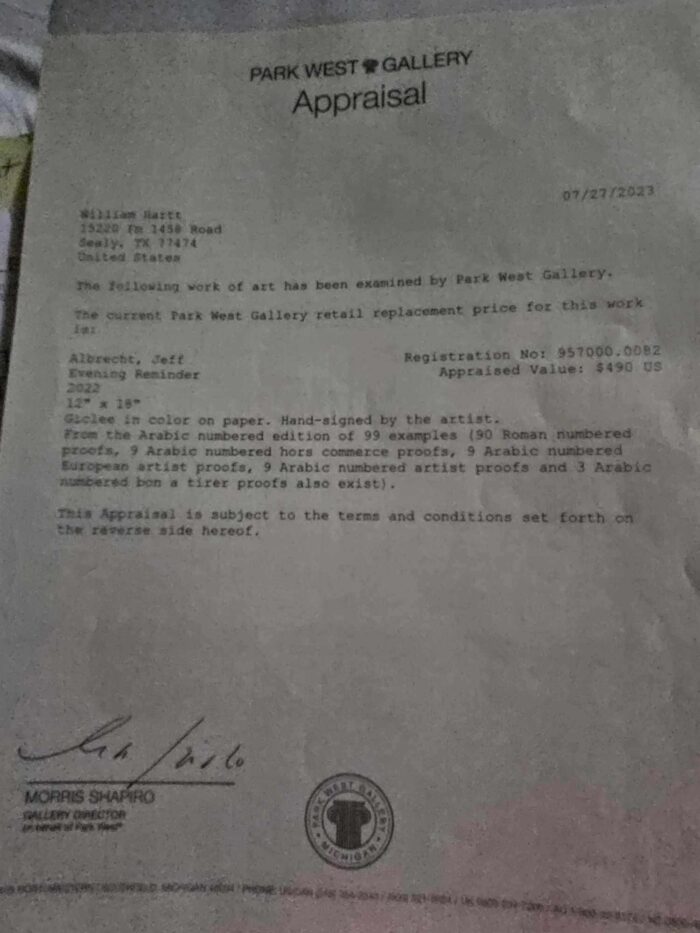 PARK WEST GALLERY
Appraisal
07/27/2023
William Hartt
15220 Fm 1458 Road
Sealy, TX 77474
United States
The following work of art has been examined by Park West Gallery.
The current Park West Gallery retail replacement price for this work
is:
Albrecht, Jeff
Registration No: 957000.0082
Evening Reminder
Appraised Value: $490 US
2022
12" x 18"
Giclee in color on paper. Hand-signed by the artist.
From the Arabic numbered edition of 99 examples (90 Roman numbered
proofs, 9 Arabic numbered hors commerce proofs, 9 Arabic numbered
European artist proofs, 9 Arabic numbered artist proofs and 3 Arabic
numbered bon a tirer proofs also exist).
This Appraisal is subject to the terms and conditions set forth on
the reverse side hereof.
MORRIS SHAPIRO
GALLERY DIRECTOR
on behalf of Park West
PARK WEST GALLERY
MICHIGAN